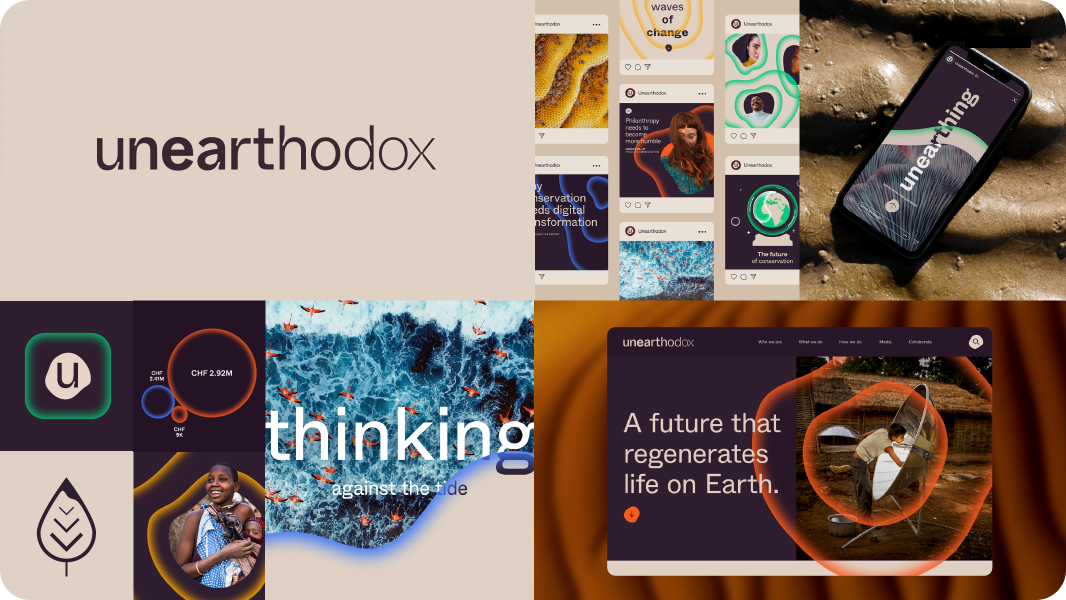 unearthodox
Unearthodox
waves
of
change
Unearthodox
Unearthodox
Philanthropy
needs to
become
more humble
Unearthodox
nservation
eds digital
nsformation
Unearthodox
Unearthodox
The future
of conservation
unearthing
u
CHF
2.41M
CHF 2.92M
CHF
9K
thinking
against the tide
unearthodox
Who we are
What we do
How we do
Media
Collaborate
A future that
regenerates
life on Earth.